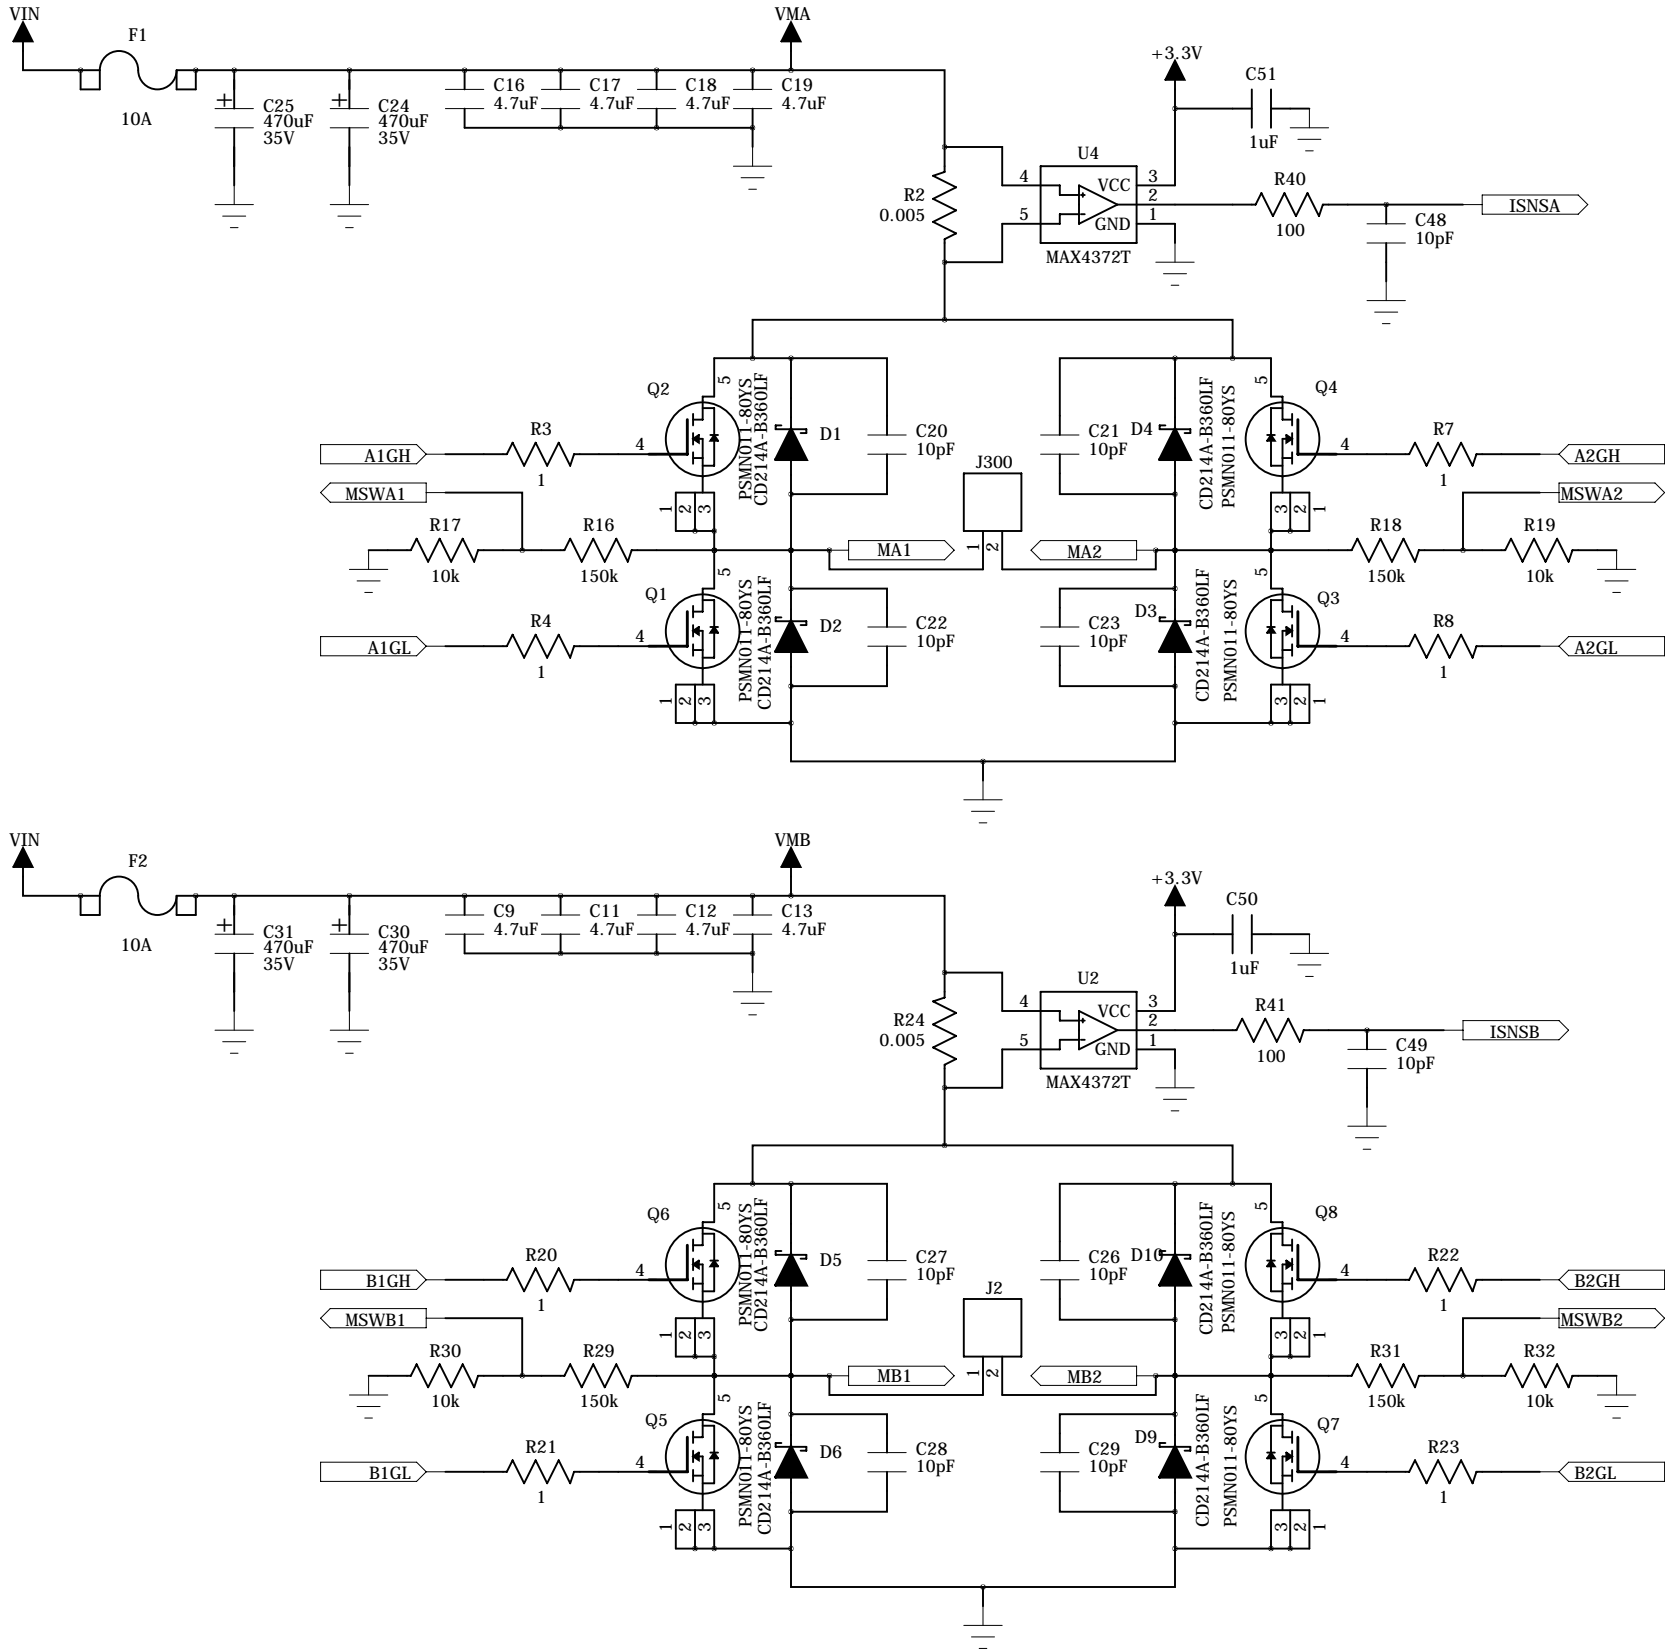 VIN
F1
10A
VMA
+
C25
470uF
35V
+
C24
470uF
35V
C16
4.7uF
C17
4.7uF
C18
4.7uF
C19
4.7uF
+3.3V
C51
1uF
U4
R2
0.005
4
5
VCC
GND
3
2
1
MAX4372T
R40
100
C48
10pF
ISNSA
Q2
5
PSMN011-80YS
CD214A-B360LF
D1
C20
10pF
C21
10pF
D4
CD214A-B360LF
PSMN011-80YS
5
Q4
A1GH
R3
1
4
4
R7
1
A2GH
J300
1
2
MSWA1
1
2
3
3
2
1
MSWA2
R17
10k
R16
150k
MA1
MA2
R18
150k
R19
10k
Q1
5
PSMN011-80YS
CD214A-B360LF
D2
C22
10pF
C23
10pF
D3
CD214A-B360LF
PSMN011-80YS
5
Q3
A1GL
R4
1
4
4
R8
1
A2GL
1
2
3
3
2
1
VIN
F2
10A
VMB
+
C31
470uF
35V
+
C30
470uF
35V
C9
4.7uF
C11
4.7uF
C12
4.7uF
C13
4.7uF
+3.3V
C50
1uF
U2
R24
0.005
4
5
VCC
GND
3
2
1
MAX4372T
R41
100
C49
10pF
ISNSB
Q6
5
PSMN011-80YS
CD214A-B360LF
D5
C27
10pF
C26
10pF
D10
CD214A-B360LF
PSMN011-80YS
5
Q8
B1GH
R20
1
4
4
R22
1
B2GH
J2
1
2
MSWB1
1
2
3
3
2
1
MSWB2
R30
10k
R29
150k
MB1
MB2
R31
150k
R32
10k
Q5
5
PSMN011-80YS
CD214A-B360LF
D6
C28
10pF
C29
10pF
D9
CD214A-B360LF
PSMN011-80YS
5
Q7
B1GL
R21
1
4
4
R23
1
B2GL
1
2
3
3
2
1